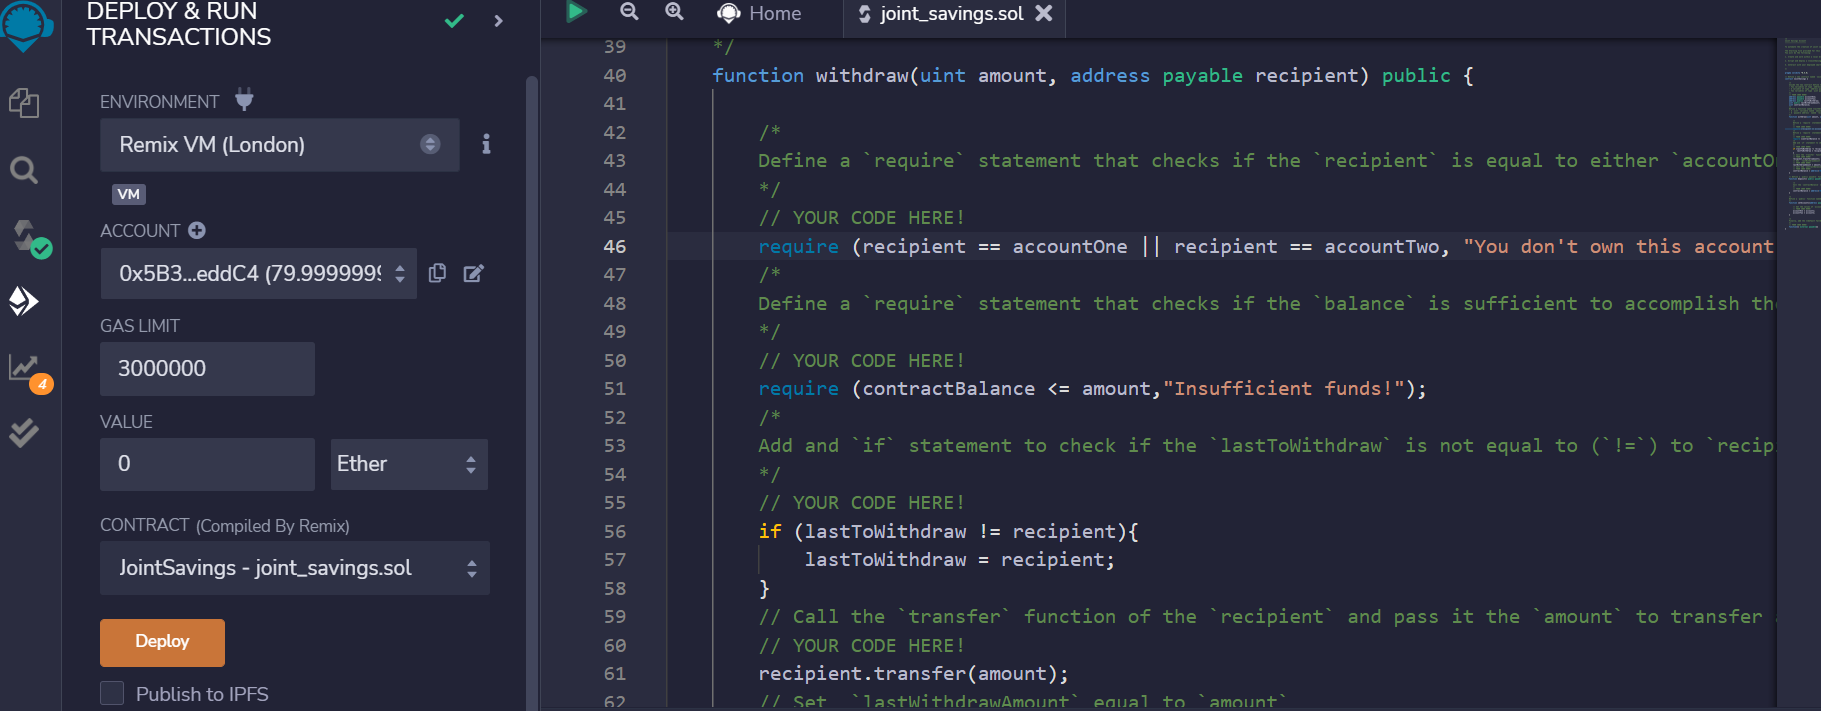 DEPLOY & RUN
TRANSACTIONS
ENVIRONMENT
Remix VM (London)
VM
ACCOUNT
0x5B3...eddC4 (79.9999999
GAS LIMIT
3000000
VALUE
0
Ether
CONTRACT (Compiled By Remix)
JointSavings - joint_savings.sol
Deploy
Publish to IPFS
4
Home
joint_savings.sol
39 */
40 function withdraw(uint amount, address payable recipient) public {
41
42 /*
43 Define a `require` statement that checks if the `recipient` is equal to either `accountOn
44 */
45 // YOUR CODE HERE!
46 require (recipient == accountOne || recipient == accountTwo, "You don't own this account
47 /*
48 Define a `require` statement that checks if the `balance` is sufficient to accomplish the
49 */
50 // YOUR CODE HERE!
51 require (contractBalance <= amount,"Insufficient funds!");
52 /*
53 Add and `if` statement to check if the `lastToWithdraw` is not equal to (`!=`) to `recip
54 */
55 // YOUR CODE HERE!
56 if (lastToWithdraw != recipient){
57 lastToWithdraw = recipient;
58 }
59 // Call the `transfer` function of the `recipient` and pass it the `amount` to transfer
60 // YOUR CODE HERE!
61 recipient.transfer(amount);
62 // Set `lastWithdrawAmount` equal to `amount`